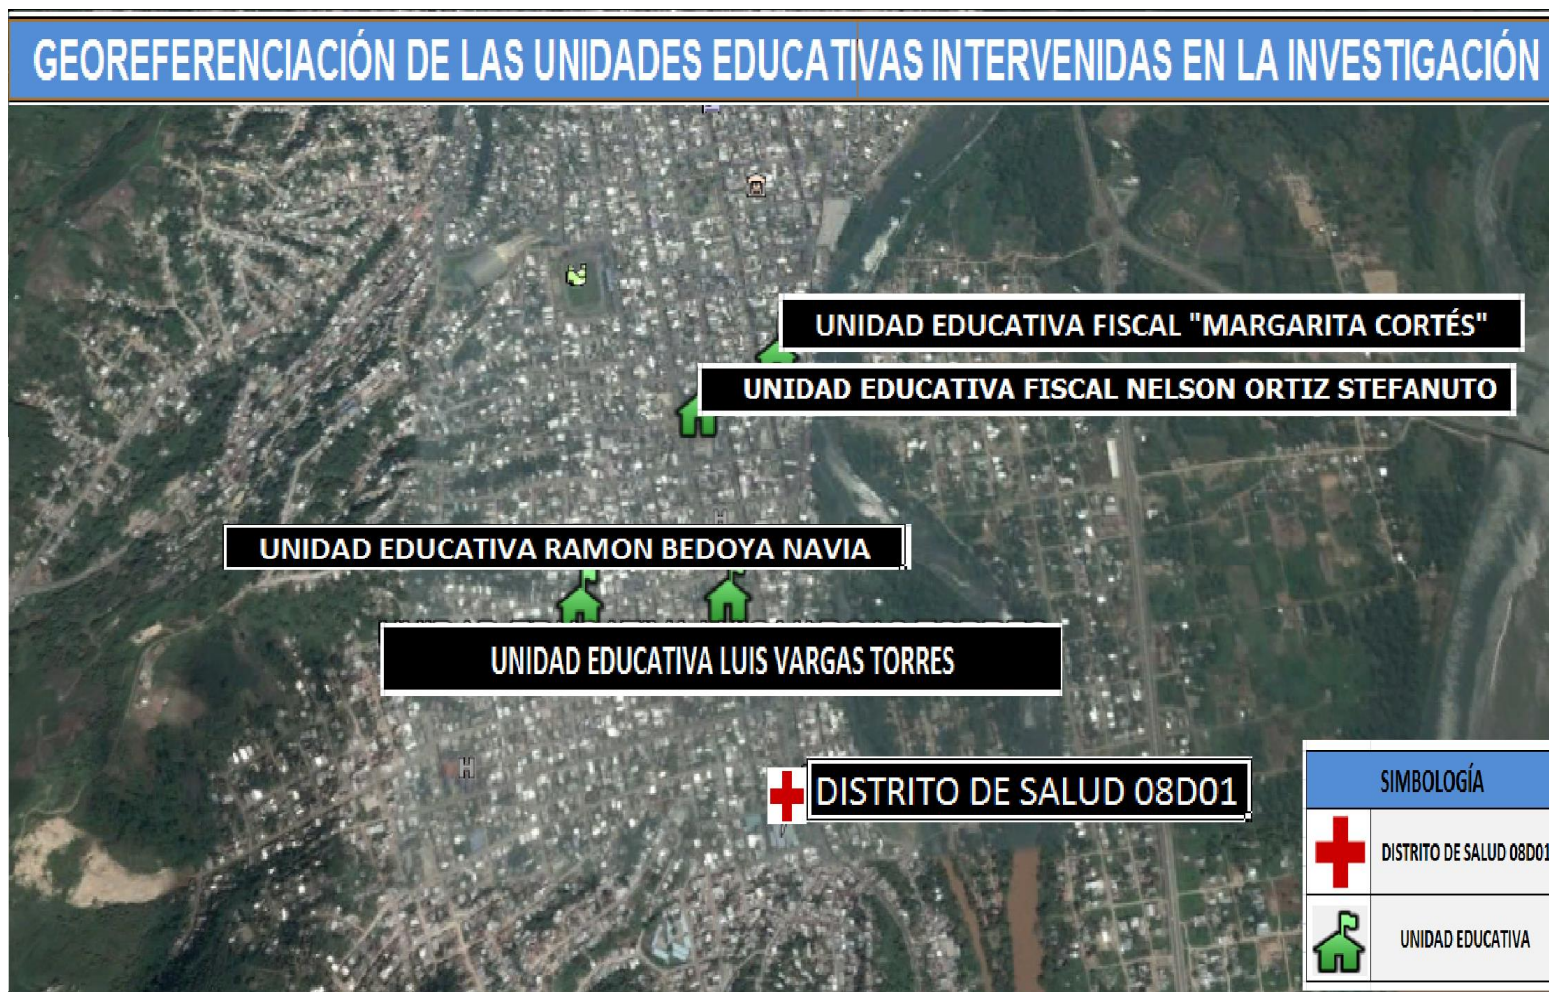 GEOREFERENCIACIÓN DE LAS UNIDADES EDUCATIVAS INTERVENIDAS EN LA INVESTIGACIÓN
UNIDAD EDUCATIVA FISCAL "MARGARITA CORTÉS"
UNIDAD EDUCATIVA FISCAL NELSON ORTIZ STEFANUTO
UNIDAD EDUCATIVA RAMON BEDOYA NAVIA
UNIDAD EDUCATIVA LUIS VARGAS TORRES
DISTRITO DE SALUD 08D01
SIMBOLOGÍA
DISTRITO DE SALUD 08D01
UNIDAD EDUCATIVA